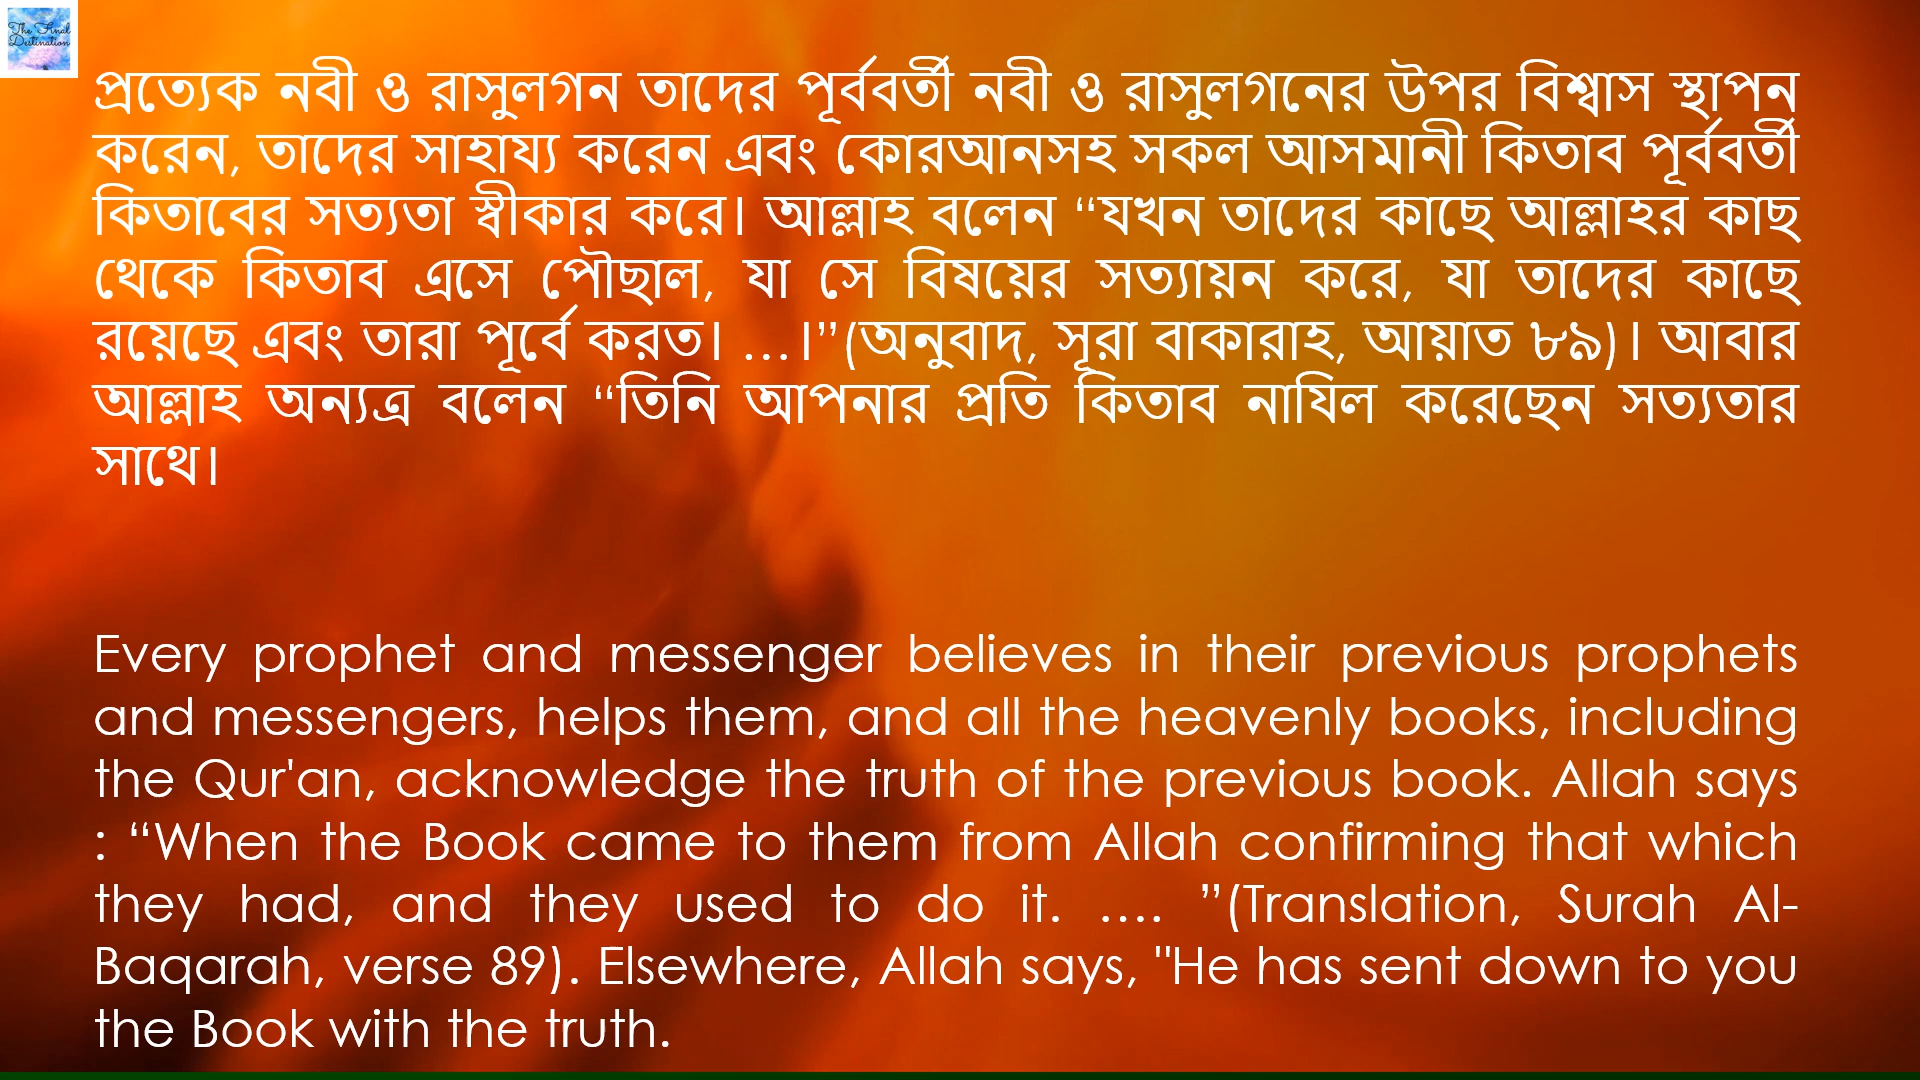 The Final
Destination
প্রত্যেক নবী ও রাসুলগন তাদের পূর্ববর্তী নবী ও রাসুলগনের উপর বিশ্বাস স্থাপন
করেন, তাদের সাহায্য করেন এবং কোরআনসহ সকল আসমানী কিতাব পূর্ববর্তী
কিতাবের সত্যতা স্বীকার করে। আল্লাহ বলেন “যখন তাদের কাছে আল্লাহর কাছ
থেকে কিতাব এসে পৌছাল, যা সে বিষয়ের সত্যায়ন করে, যা তাদের কাছে
রয়েছে এবং তারা পূর্বে করত। ...।”(অনুবাদ, সূরা বাকারাহ, আয়াত ৮৯)। আবার
আল্লাহ অন্যত্র বলেন “তিনি আপনার প্রতি কিতাব নাযিল করেছেন সত্যতার
সাথে।
Every prophet and messenger believes in their previous prophets
and messengers, helps them, and all the heavenly books, including
the Qur'an, acknowledge the truth of the previous book. Allah says
: “When the Book came to them from Allah confirming that which
they had, and they used to do it. .... ”(Translation, Surah Al-
Baqarah, verse 89). Elsewhere, Allah says, "He has sent down to you
the Book with the truth.